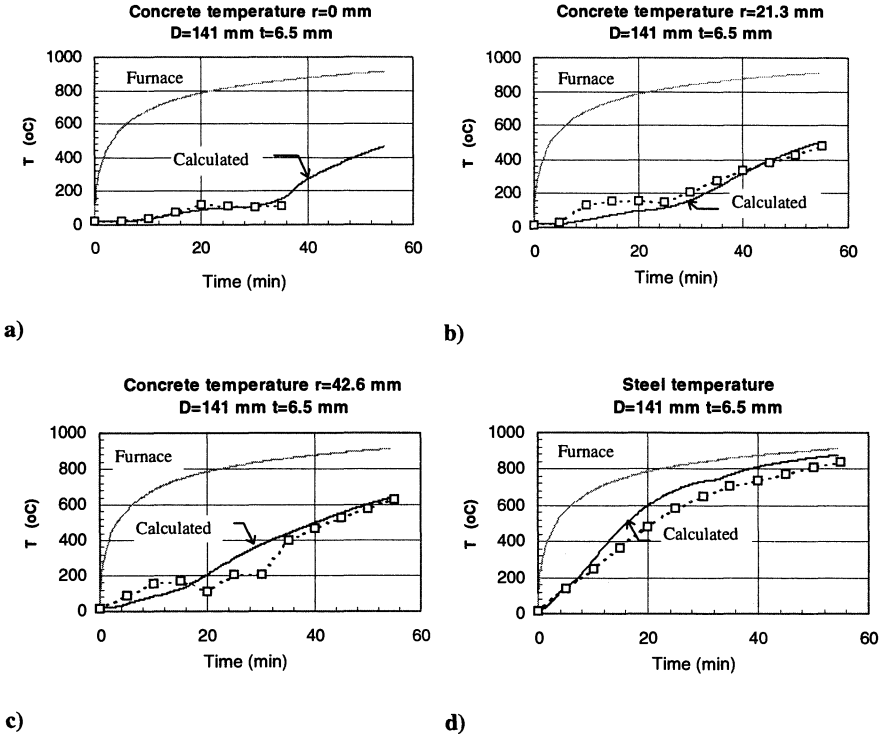 Concrete temperature r=0 mm
D=141 mm t=6.5 mm
1000
800
600
400
200
0
T (oC)
Furnace
Calculated
0
20
40
60
Time (min)
a)
Concrete temperature r=21.3 mm
D=141 mm t=6.5 mm
1000
800
600
400
200
0
T (oC)
Furnace
Calculated
0
20
40
60
Time (min)
b)
Concrete temperature r=42.6 mm
D=141 mm t=6.5 mm
1000
800
600
400
200
0
T (oC)
Furnace
Calculated
0
20
40
60
Time (min)
c)
Steel temperature
D=141 mm t=6.5 mm
1000
800
600
400
200
0
T (oC)
Furnace
Calculated
0
20
40
60
Time (min)
d)